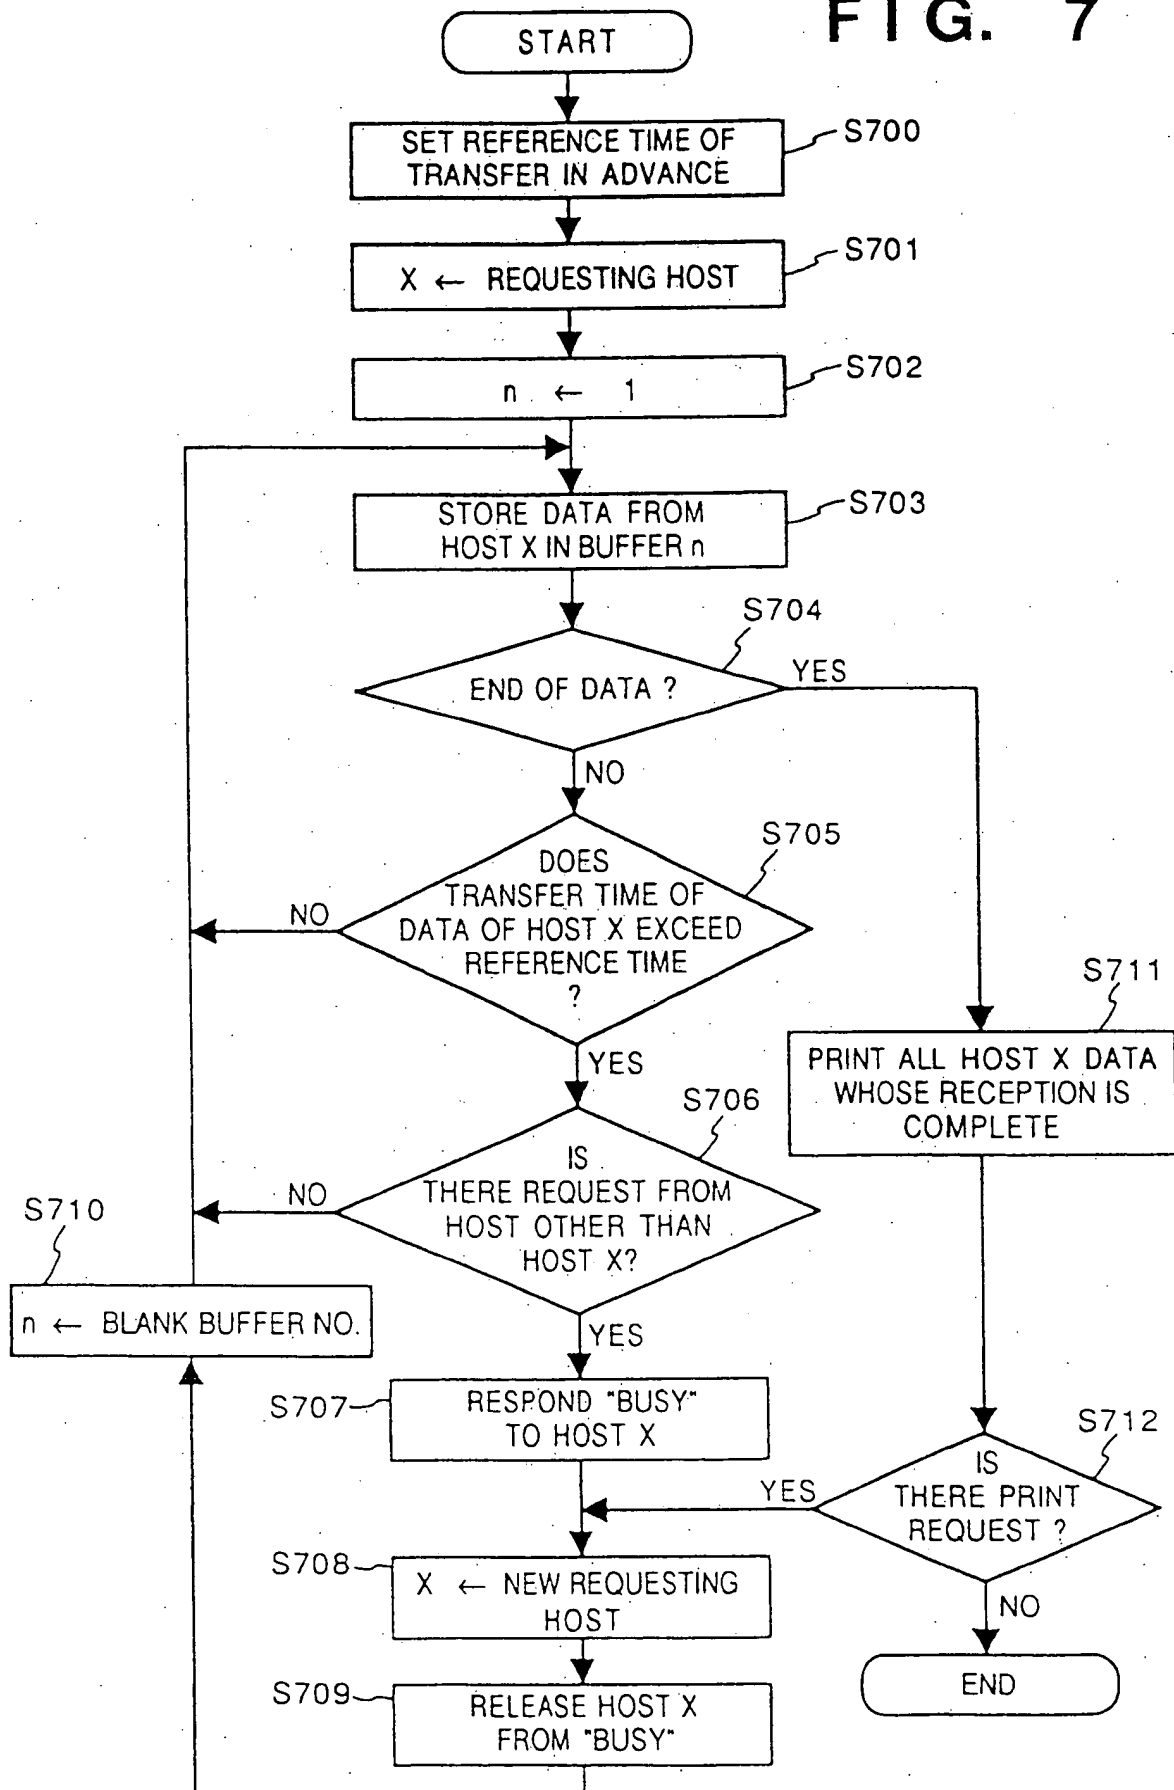 FIG. 7
START
SET REFERENCE TIME OF
TRANSFER IN ADVANCE
S700
X ← REQUESTING HOST
S701
n ← 1
S702
STORE DATA FROM
HOST X IN BUFFER n
S703
S704
END OF DATA ?
YES
NO
S705
DOES
TRANSFER TIME OF
DATA OF HOST X EXCEED
REFERENCE TIME
?
NO
YES
S711
PRINT ALL HOST X DATA
WHOSE RECEPTION IS
COMPLETE
S706
IS
THERE REQUEST FROM
HOST OTHER THAN
HOST X?
NO
YES
S710
n ← BLANK BUFFER NO.
S707
RESPOND "BUSY"
TO HOST X
S712
IS
THERE PRINT
REQUEST ?
YES
NO
S708
X ← NEW REQUESTING
HOST
END
S709
RELEASE HOST X
FROM "BUSY"